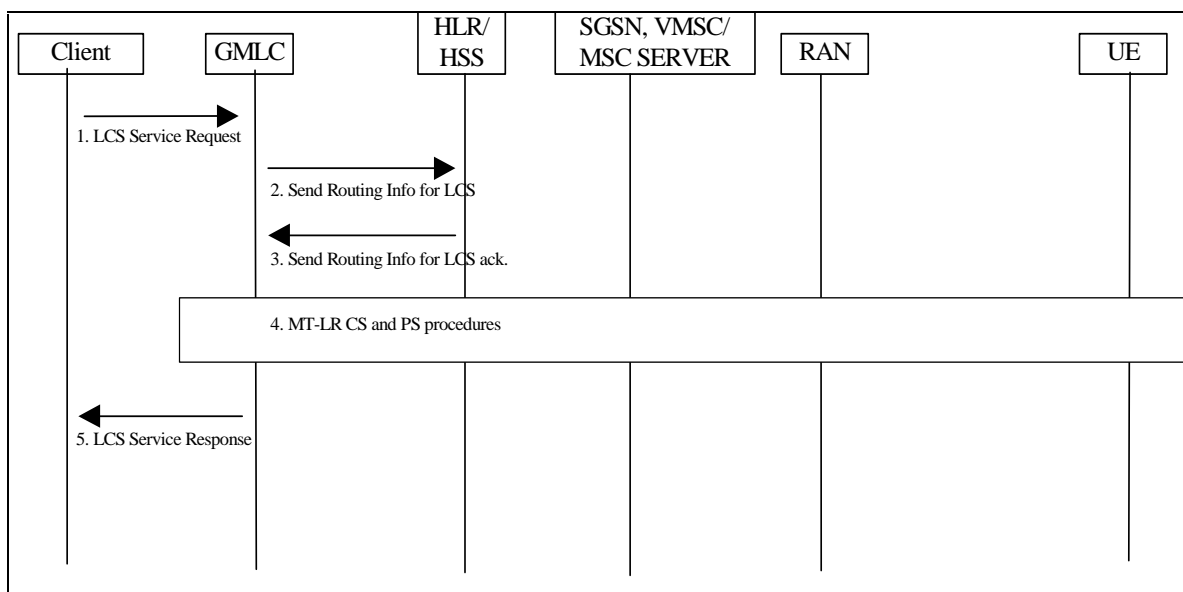 Client
GMLC
HLR/
HSS
SGSN, VMSC/
MSC SERVER
RAN
UE
1. LCS Service Request
2. Send Routing Info for LCS
3. Send Routing Info for LCS ack.
4. MT-LR CS and PS procedures
5. LCS Service Response